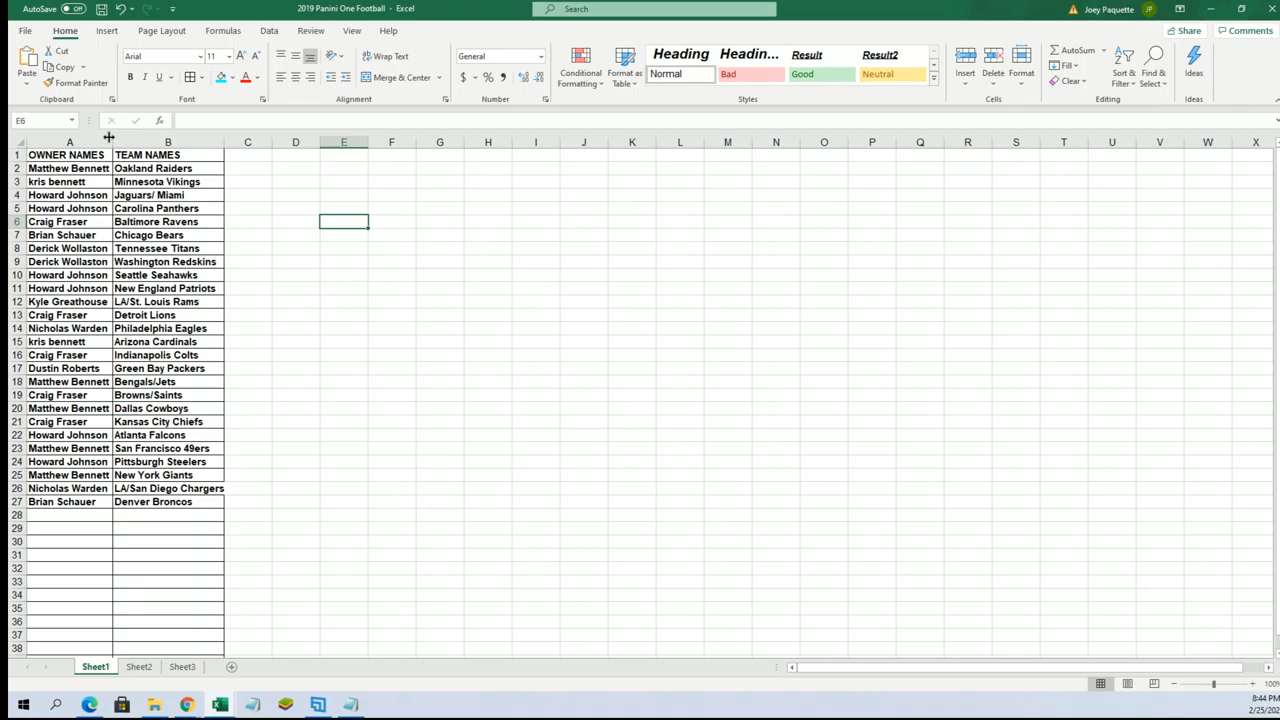 AutoSave Off 2019 Panini One Football - Excel Search Joey Paquette JP
File Home Insert Page Layout Formulas Data Review View Help Share Comments
Paste Cut Copy Format Painter Clipboard
Arial 11 B I U A Font
Wrap Text Merge & Center Alignment
General $ % Number
Conditional Formatting Format as Table Heading Headin... Result Result2 Normal Bad Good Neutral Styles
Insert Delete Format Cells
AutoSum Fill Clear Sort & Filter Find & Select Editing
Ideas Ideas
E6 fx
A B C D E F G H I J K L M N O P Q R S T U V W X
1 OWNER NAMES TEAM NAMES
2 Matthew Bennett Oakland Raiders
3 kris bennett Minnesota Vikings
4 Howard Johnson Jaguars/ Miami
5 Howard Johnson Carolina Panthers
6 Craig Fraser Baltimore Ravens
7 Brian Schauer Chicago Bears
8 Derick Wollaston Tennessee Titans
9 Derick Wollaston Washington Redskins
10 Howard Johnson Seattle Seahawks
11 Howard Johnson New England Patriots
12 Kyle Greathouse LA/St. Louis Rams
13 Craig Fraser Detroit Lions
14 Nicholas Warden Philadelphia Eagles
15 kris bennett Arizona Cardinals
16 Craig Fraser Indianapolis Colts
17 Dustin Roberts Green Bay Packers
18 Matthew Bennett Bengals/Jets
19 Craig Fraser Browns/Saints
20 Matthew Bennett Dallas Cowboys
21 Craig Fraser Kansas City Chiefs
22 Howard Johnson Atlanta Falcons
23 Matthew Bennett San Francisco 49ers
24 Howard Johnson Pittsburgh Steelers
25 Matthew Bennett New York Giants
26 Nicholas Warden LA/San Diego Chargers
27 Brian Schauer Denver Broncos
28
29
30
31
32
33
34
35
36
37
38
Sheet1 Sheet2 Sheet3
100%
8:44 PM
2/25/202